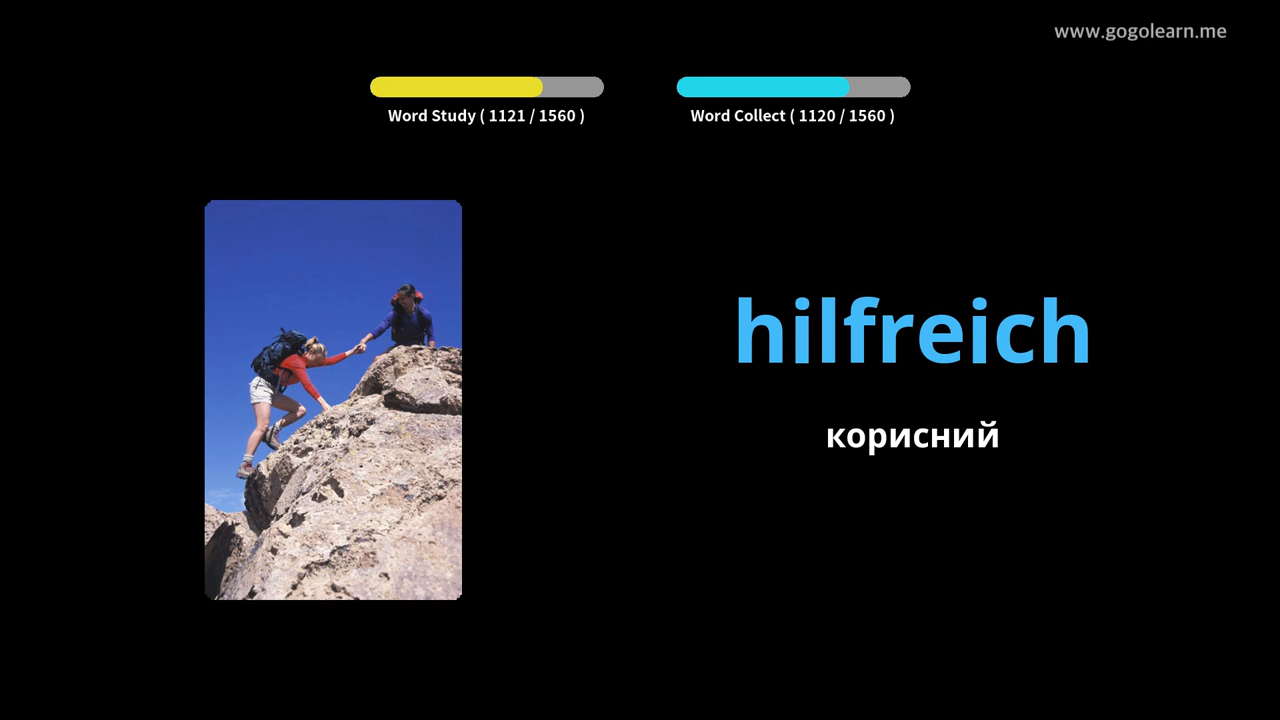 www.gogolearn.me
Word Study ( 1121 / 1560 )
Word Collect ( 1120 / 1560 )
hilfreich
корисний